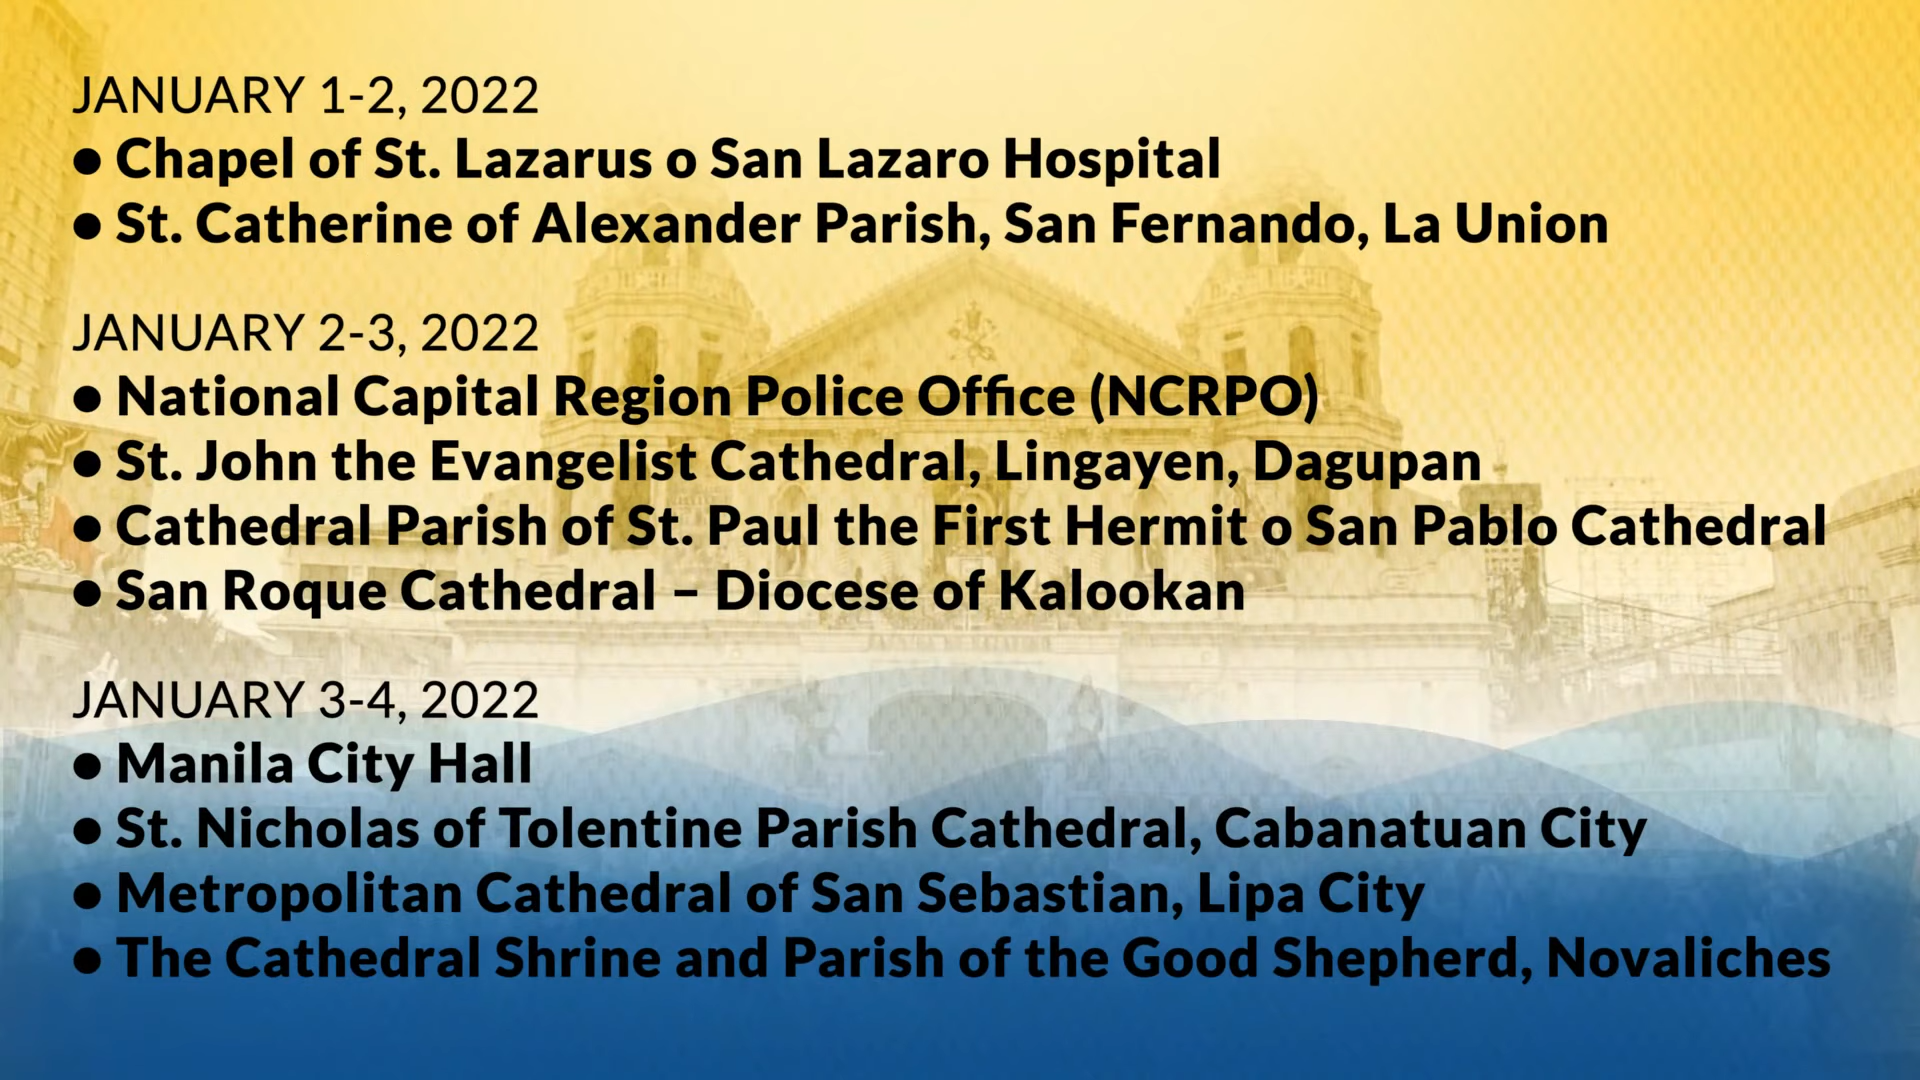 JANUARY 1-2, 2022
● Chapel of St. Lazarus o San Lazaro Hospital
● St. Catherine of Alexander Parish, San Fernando, La Union
JANUARY 2-3, 2022
● National Capital Region Police Office (NCRPO)
● St. John the Evangelist Cathedral, Lingayen, Dagupan
● Cathedral Parish of St. Paul the First Hermit o San Pablo Cathedral
● San Roque Cathedral – Diocese of Kalookan
JANUARY 3-4, 2022
● Manila City Hall
● St. Nicholas of Tolentine Parish Cathedral, Cabanatuan City
● Metropolitan Cathedral of San Sebastian, Lipa City
● The Cathedral Shrine and Parish of the Good Shepherd, Novaliches